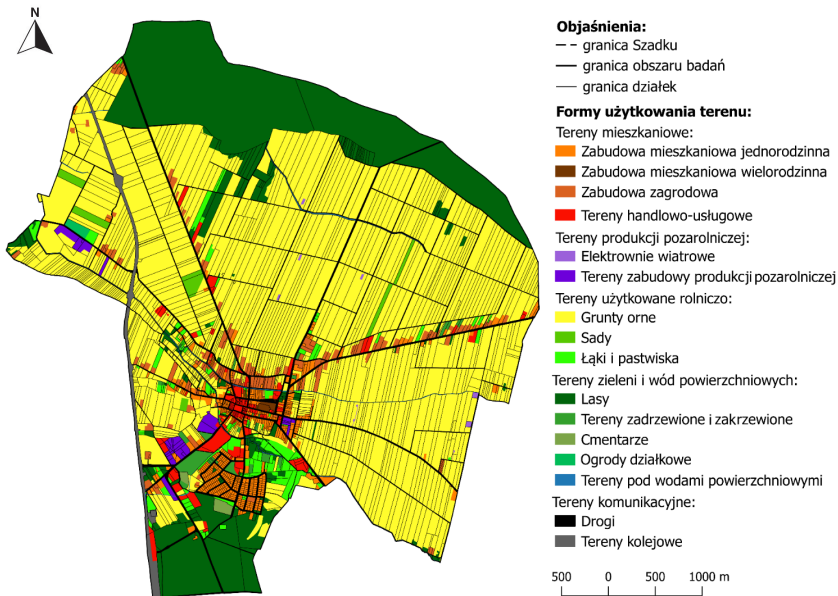 N
Objaśnienia:
granica Szadku
granica obszaru badań
granica działek
Formy użytkowania terenu:
Tereny mieszkaniowe:
Zabudowa mieszkaniowa jednorodzinna
Zabudowa mieszkaniowa wielorodzinna
Zabudowa zagrodowa
Tereny handlowo-usługowe
Tereny produkcji pozarolniczej:
Elektrownie wiatrowe
Tereny zabudowy produkcji pozarolniczej
Tereny użytkowane rolniczo:
Grunty orne
Sady
Łąki i pastwiska
Tereny zieleni i wód powierzchniowych:
Lasy
Tereny zadrzewione i zakrzewione
Cmentarze
Ogrody działkowe
Tereny pod wodami powierzchniowymi
Tereny komunikacyjne:
Drogi
Tereny kolejowe
500 0 500 1000 m